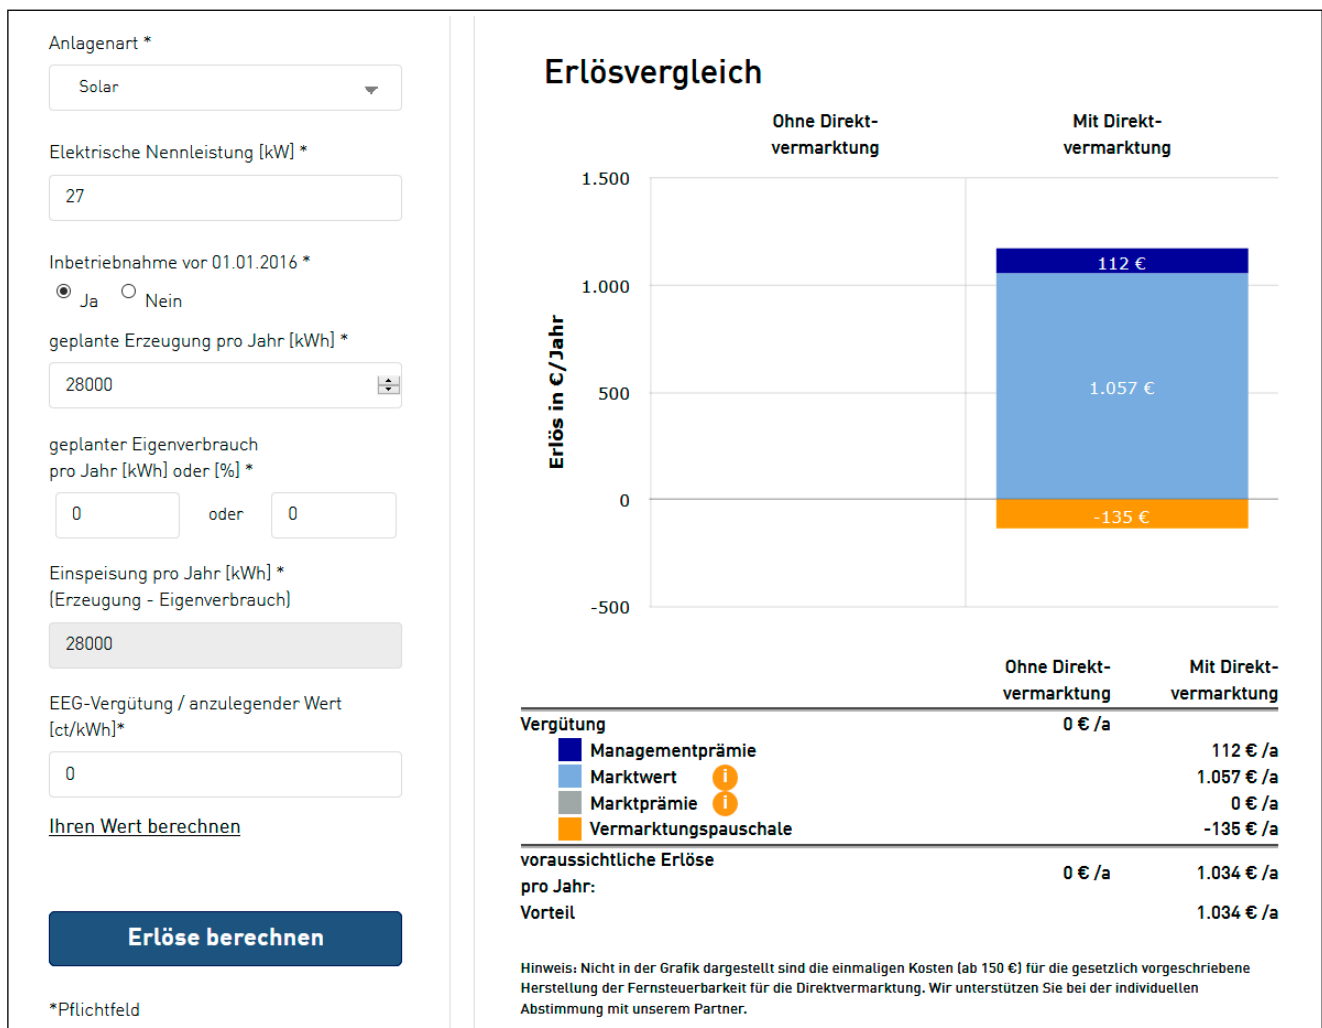 Anlagenart *
Solar
Elektrische Nennleistung [kW] *
27
Inbetriebnahme vor 01.01.2016 *
Ja Nein
geplante Erzeugung pro Jahr [kWh] *
28000
geplanter Eigenverbrauch
pro Jahr [kWh] oder [%] *
0 oder 0
Einspeisung pro Jahr [kWh] *
(Erzeugung - Eigenverbrauch)
28000
EEG-Vergütung / anzulegender Wert
[ct/kWh]*
0
Ihren Wert berechnen
Erlöse berechnen
*Pflichtfeld
Erlösvergleich
Ohne Direkt-
vermarktung
Mit Direkt-
vermarktung
Erlös in €/Jahr
1.500
1.000
500
0
-500
112 €
1.057 €
-135 €
Ohne Direkt-
vermarktung
Mit Direkt-
vermarktung
Vergütung 0 € /a
Managementprämie 112 € /a
Marktwert i 1.057 € /a
Marktprämie i 0 € /a
Vermarktungspauschale -135 € /a
voraussichtliche Erlöse
pro Jahr: 0 € /a 1.034 € /a
Vorteil 1.034 € /a
Hinweis: Nicht in der Grafik dargestellt sind die einmaligen Kosten (ab 150 €) für die gesetzlich vorgeschriebene
Herstellung der Fernsteuerbarkeit für die Direktvermarktung. Wir unterstützen Sie bei der individuellen
Abstimmung mit unserem Partner.